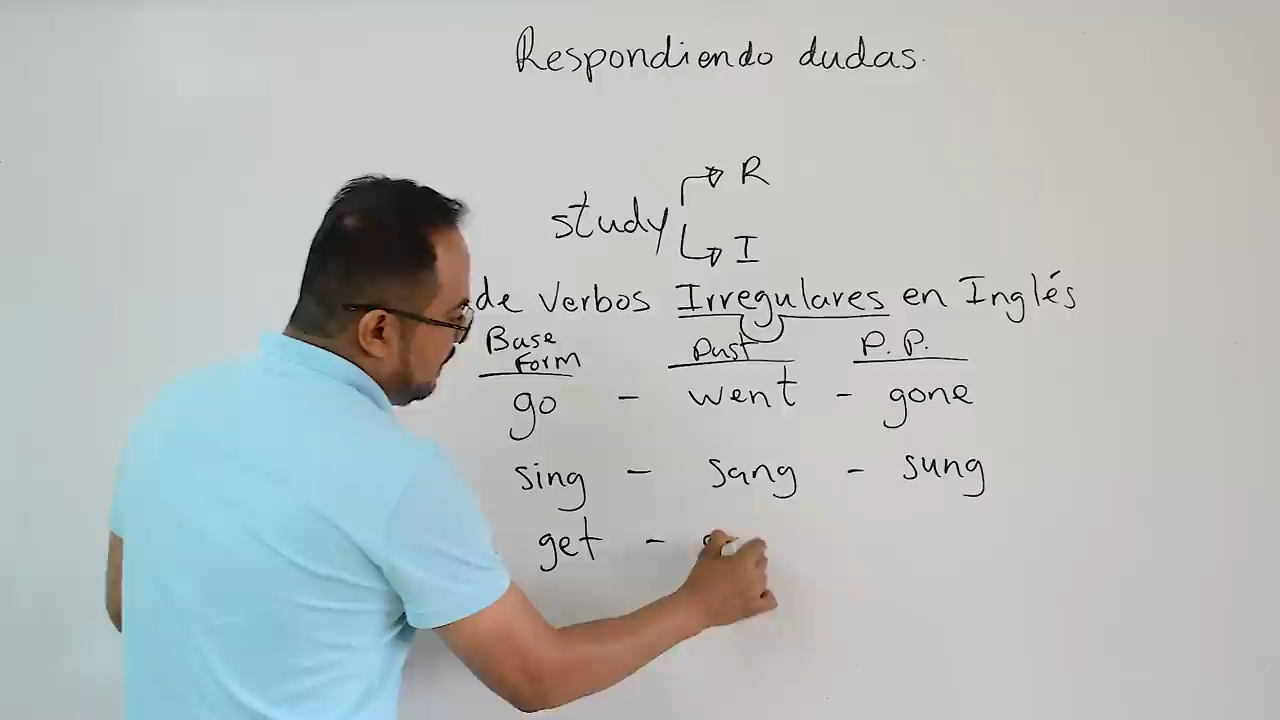 Respondiendo dudas.
R
study
I
de Verbos Irregulares en Inglés
Base Form Past P. P.
go - went - gone
sing - sang - sung
get -